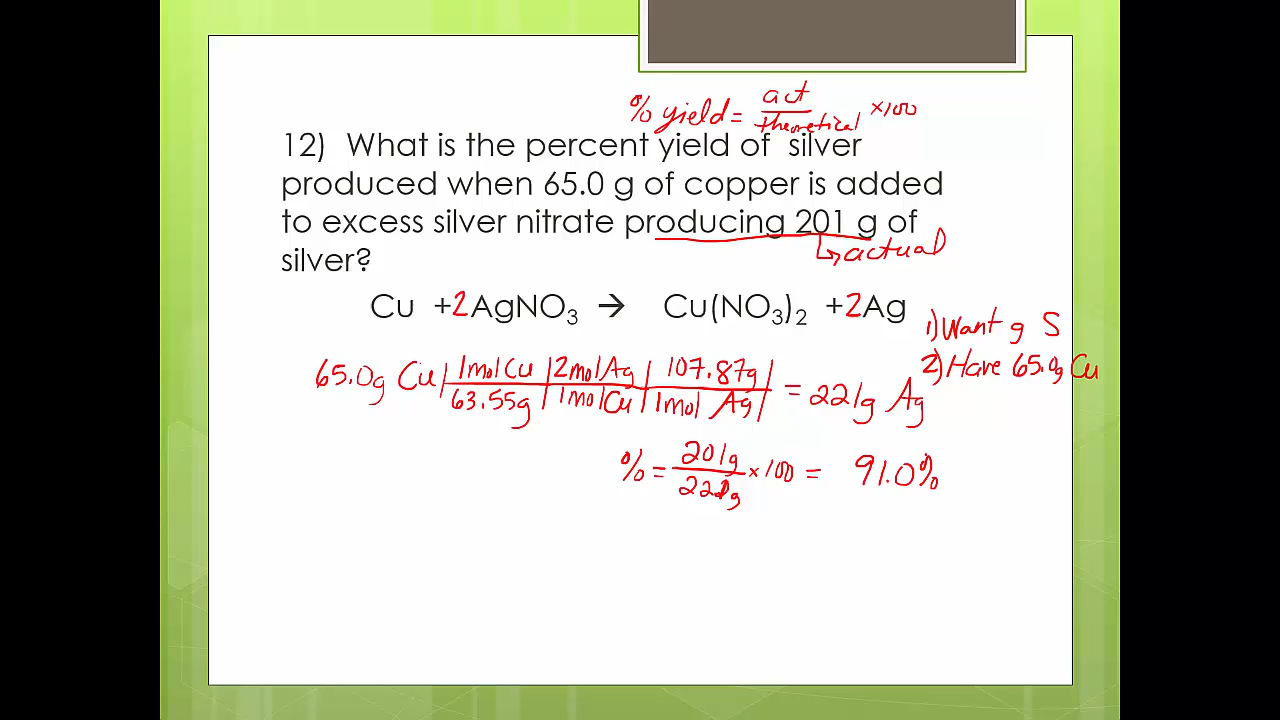 % yield = act / theoretical ×100
12) What is the percent yield of silver
produced when 65.0 g of copper is added
to excess silver nitrate producing 201 g of
↳ actual
silver?
Cu + 2AgNO₃ → Cu(NO₃)₂ + 2Ag
1) Want g S
2) Have 65.0g Cu
65.0g Cu | 1mol Cu | 2mol Ag | 107.87g |
63.55g | 1mol Cu | 1mol Ag | = 221g Ag
% = 201g / 221g × 100 = 91.0%